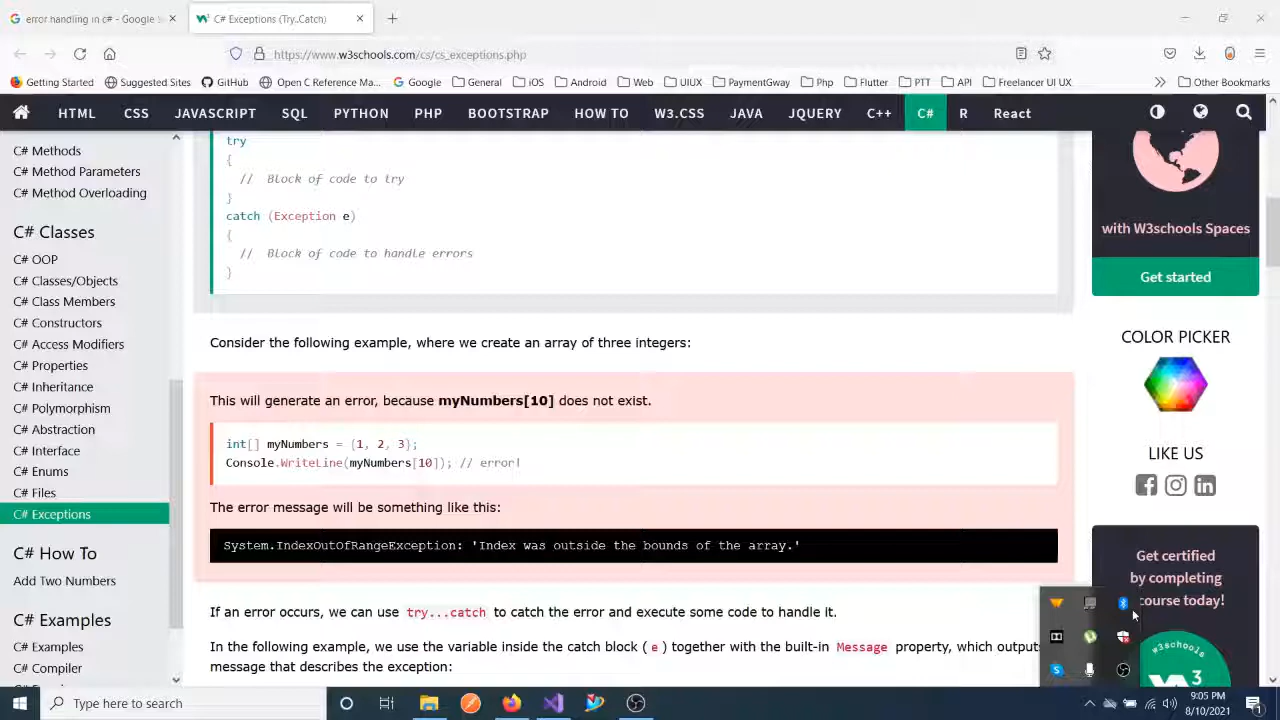 error handling in c# - Google S
C# Exceptions (Try..Catch)
https://www.w3schools.com/cs/cs_exceptions.php
Getting Started
Suggested Sites
GitHub
Open C Reference Ma...
Google
General
iOS
Android
Web
UIUX
PaymentGway
Php
Flutter
PTT
API
Freelancer UI UX
Other Bookmarks
HTML
CSS
JAVASCRIPT
SQL
PYTHON
PHP
BOOTSTRAP
HOW TO
W3.CSS
JAVA
JQUERY
C++
C#
R
React
C# Methods
C# Method Parameters
C# Method Overloading
C# Classes
C# OOP
C# Classes/Objects
C# Class Members
C# Constructors
C# Access Modifiers
C# Properties
C# Inheritance
C# Polymorphism
C# Abstraction
C# Interface
C# Enums
C# Files
C# Exceptions
C# How To
Add Two Numbers
C# Examples
C# Examples
C# Compiler
try
{
// Block of code to try
}
catch (Exception e)
{
// Block of code to handle errors
}
Consider the following example, where we create an array of three integers:
This will generate an error, because myNumbers[10] does not exist.
int[] myNumbers = {1, 2, 3};
Console.WriteLine(myNumbers[10]); // error!
The error message will be something like this:
System.IndexOutOfRangeException: 'Index was outside the bounds of the array.'
If an error occurs, we can use try...catch to catch the error and execute some code to handle it.
In the following example, we use the variable inside the catch block (e) together with the built-in Message property, which outputs
message that describes the exception:
with W3schools Spaces
Get started
COLOR PICKER
LIKE US
Get certified
by completing
course today!
w3schools
3
Type here to search
9:05 PM
8/10/2021